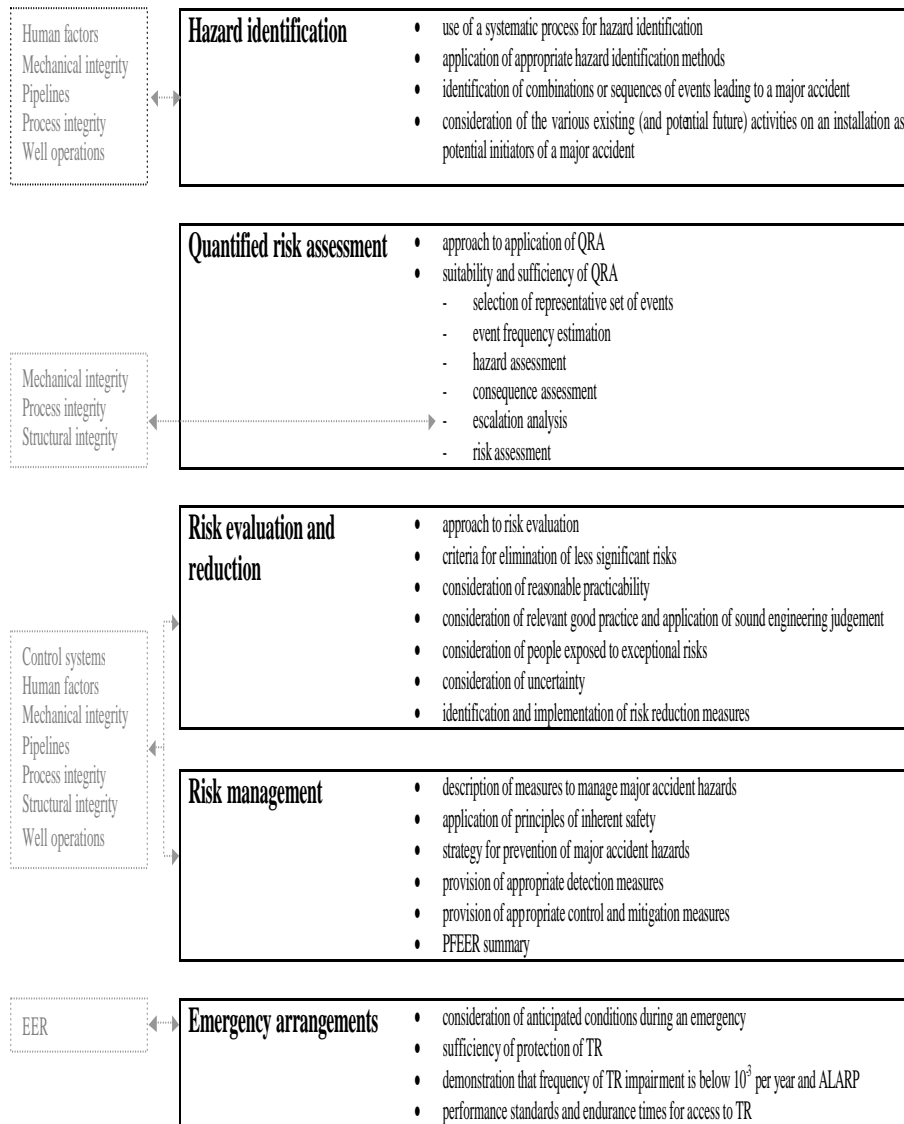 Human factors
Mechanical integrity
Pipelines
Process integrity
Well operations
Hazard identification
• use of a systematic process for hazard identification
• application of appropriate hazard identification methods
• identification of combinations or sequences of events leading to a major accident
• consideration of the various existing (and potential future) activities on an installation as
potential initiators of a major accident
Mechanical integrity
Process integrity
Structural integrity
Quantified risk assessment
• approach to application of QRA
• suitability and sufficiency of QRA
- selection of representative set of events
- event frequency estimation
- hazard assessment
- consequence assessment
- escalation analysis
- risk assessment
Control systems
Human factors
Mechanical integrity
Pipelines
Process integrity
Structural integrity
Well operations
Risk evaluation and
reduction
• approach to risk evaluation
• criteria for elimination of less significant risks
• consideration of reasonable practicability
• consideration of relevant good practice and application of sound engineering judgement
• consideration of people exposed to exceptional risks
• consideration of uncertainty
• identification and implementation of risk reduction measures
Risk management
• description of measures to manage major accident hazards
• application of principles of inherent safety
• strategy for prevention of major accident hazards
• provision of appropriate detection measures
• provision of appropriate control and mitigation measures
• PFEER summary
EER
Emergency arrangements
• consideration of anticipated conditions during an emergency
• sufficiency of protection of TR
• demonstration that frequency of TR impairment is below 10⁻³ per year and ALARP
• performance standards and endurance times for access to TR